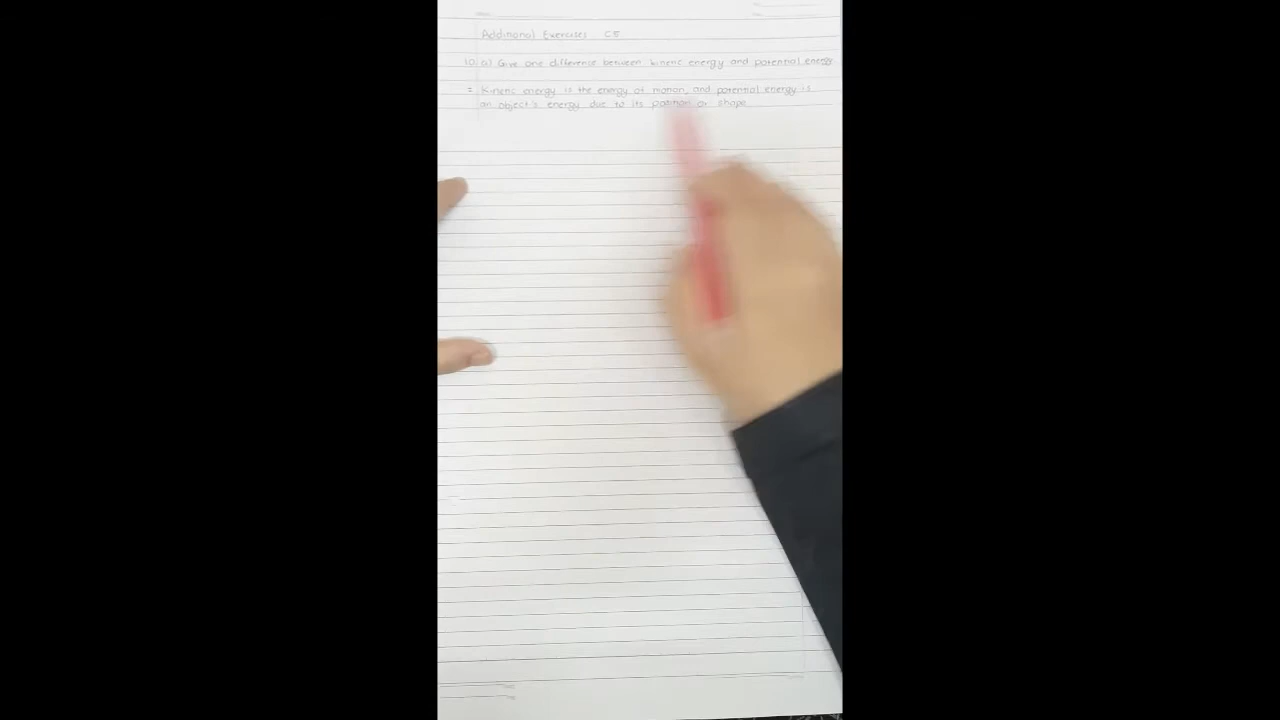 Additional Exercises C5
10. a) Give one difference between kinetic energy and potential energy.
= Kinetic energy is the energy of motion, and potential energy is
an object's energy due to its position or shape